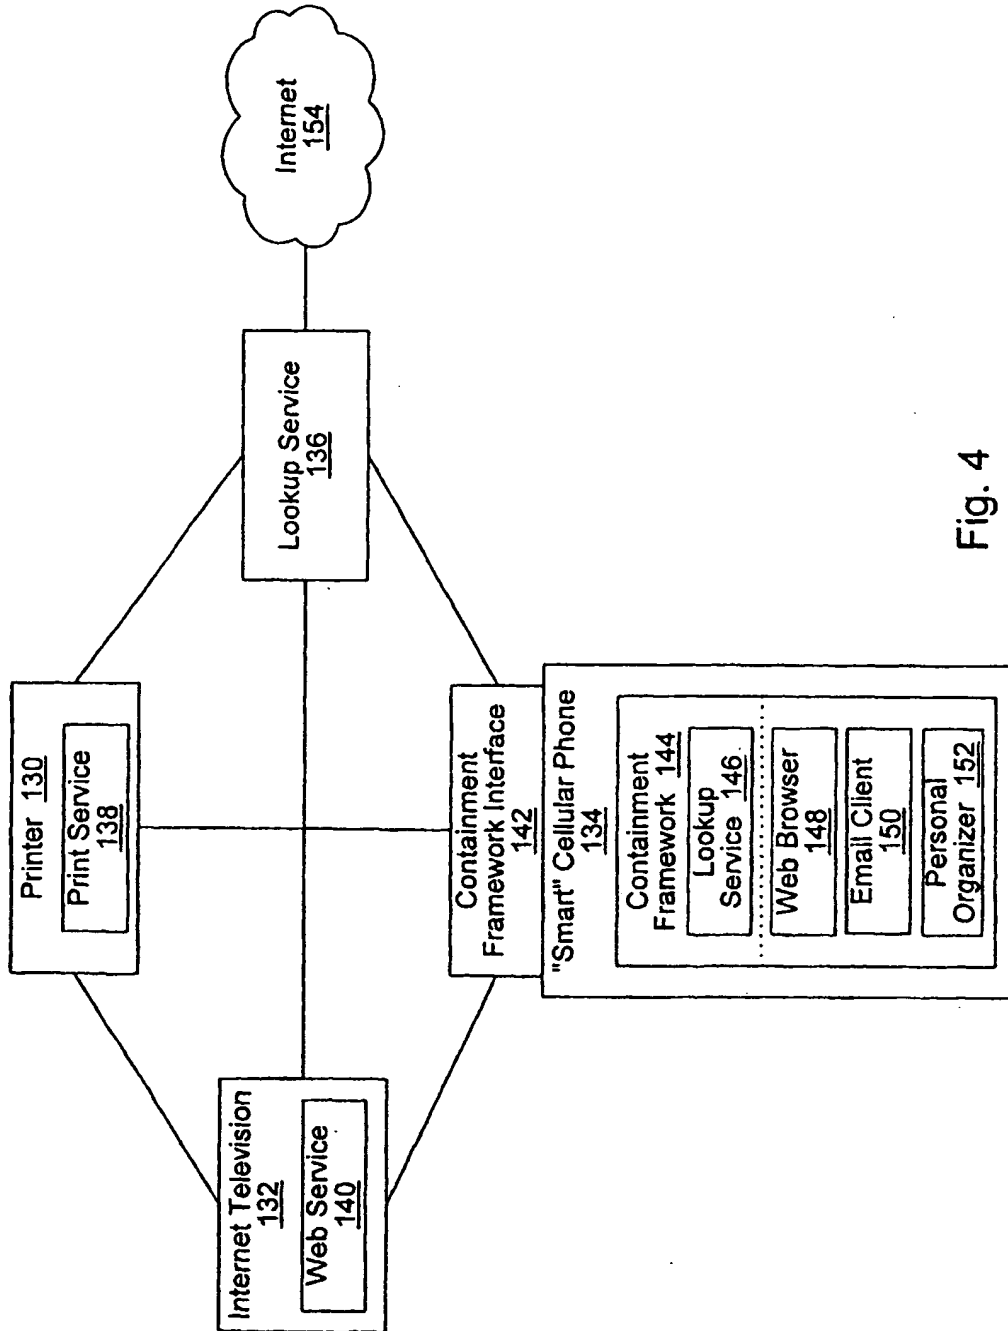 Printer 130
Print Service
138
Internet Television
132
Web Service
140
Lookup Service
136
Internet
154
Containment
Framework Interface
142
"Smart" Cellular Phone
134
Containment
Framework 144
Lookup
Service 146
Web Browser
148
Email Client
150
Personal
Organizer 152
Fig. 4